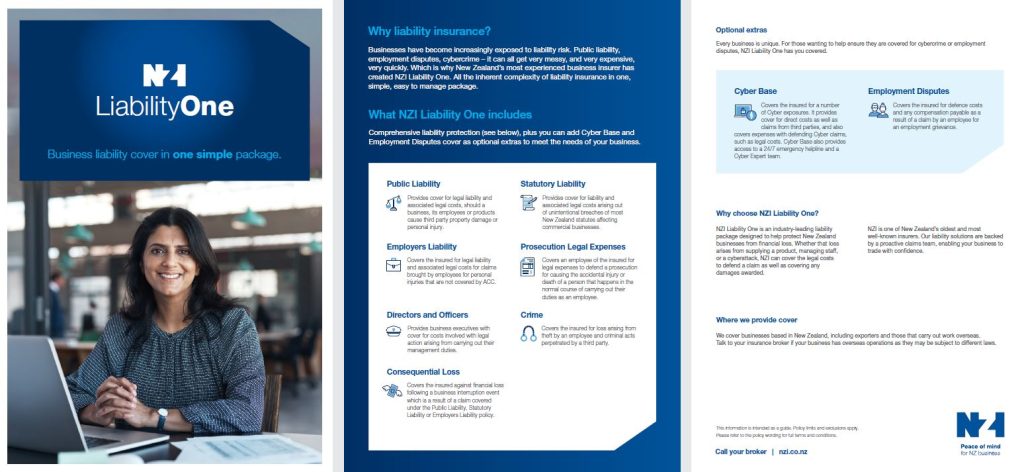 NZI
LiabilityOne
Business liability cover in one simple package.
Why liability insurance?
Businesses have become increasingly exposed to liability risk. Public liability,
employment disputes, cybercrime – it can all get very messy, and very expensive,
very quickly. Which is why New Zealand's most experienced business insurer has
created NZI Liability One. All the inherent complexity of liability insurance in one,
simple, easy to manage package.
What NZI Liability One includes
Comprehensive liability protection (see below), plus you can add Cyber Base and
Employment Disputes cover as optional extras to meet the needs of your business.
Public Liability
Provides cover for legal liability and
associated legal costs, should a
business, its employees or products
cause third party property damage or
personal injury.
Statutory Liability
Provides cover for liability and
associated legal costs arising out
of unintentional breaches of most
New Zealand statutes affecting
commercial businesses.
Employers Liability
Covers the insured for legal liability
and associated legal costs for claims
brought by employees for personal
injuries that are not covered by ACC.
Prosecution Legal Expenses
Covers an employee of the insured for
legal expenses to defend a prosecution
for causing the accidental injury or
death of a person that happens in the
normal course of carrying out their
duties as an employee.
Directors and Officers
Provides business executives with
cover for costs involved with legal
action arising from carrying out their
management duties.
Crime
Covers the insured for loss arising from
theft by an employee and criminal acts
perpetrated by a third party.
Consequential Loss
Covers the insured against financial loss
following a business interruption event
which is a result of a claim covered
under the Public Liability, Statutory
Liability or Employers Liability policy.
Optional extras
Every business is unique. For those wanting to help ensure they are covered for cybercrime or employment
disputes, NZI Liability One has you covered.
Cyber Base
Covers the insured for a number
of Cyber exposures. It provides
cover for direct costs as well as
claims from third parties, and also
covers expenses with defending Cyber claims,
such as legal costs. Cyber Base also provides
access to a 24/7 emergency helpline and a
Cyber Expert team.
Employment Disputes
Covers the insured for defence costs
and any compensation payable as a
result of a claim by an employee for
an employment grievance.
Why choose NZI Liability One?
NZI Liability One is an industry-leading liability
package designed to help protect New Zealand
businesses from financial loss. Whether that loss
arises from supplying a product, managing staff,
or a cyberattack, NZI can cover the legal costs
to defend a claim as well as covering any
damages awarded.
NZI is one of New Zealand's oldest and most
well-known insurers. Our liability solutions are backed
by a proactive claims team, enabling your business to
trade with confidence.
Where we provide cover
We cover businesses based in New Zealand, including exporters and those that carry out work overseas.
Talk to your insurance broker if your business has overseas operations as they may be subject to different laws.
This information is intended as a guide. Policy limits and exclusions apply.
Please refer to the policy wording for full terms and conditions.
Call your broker | nzi.co.nz
NZI
Peace of mind
for NZ business